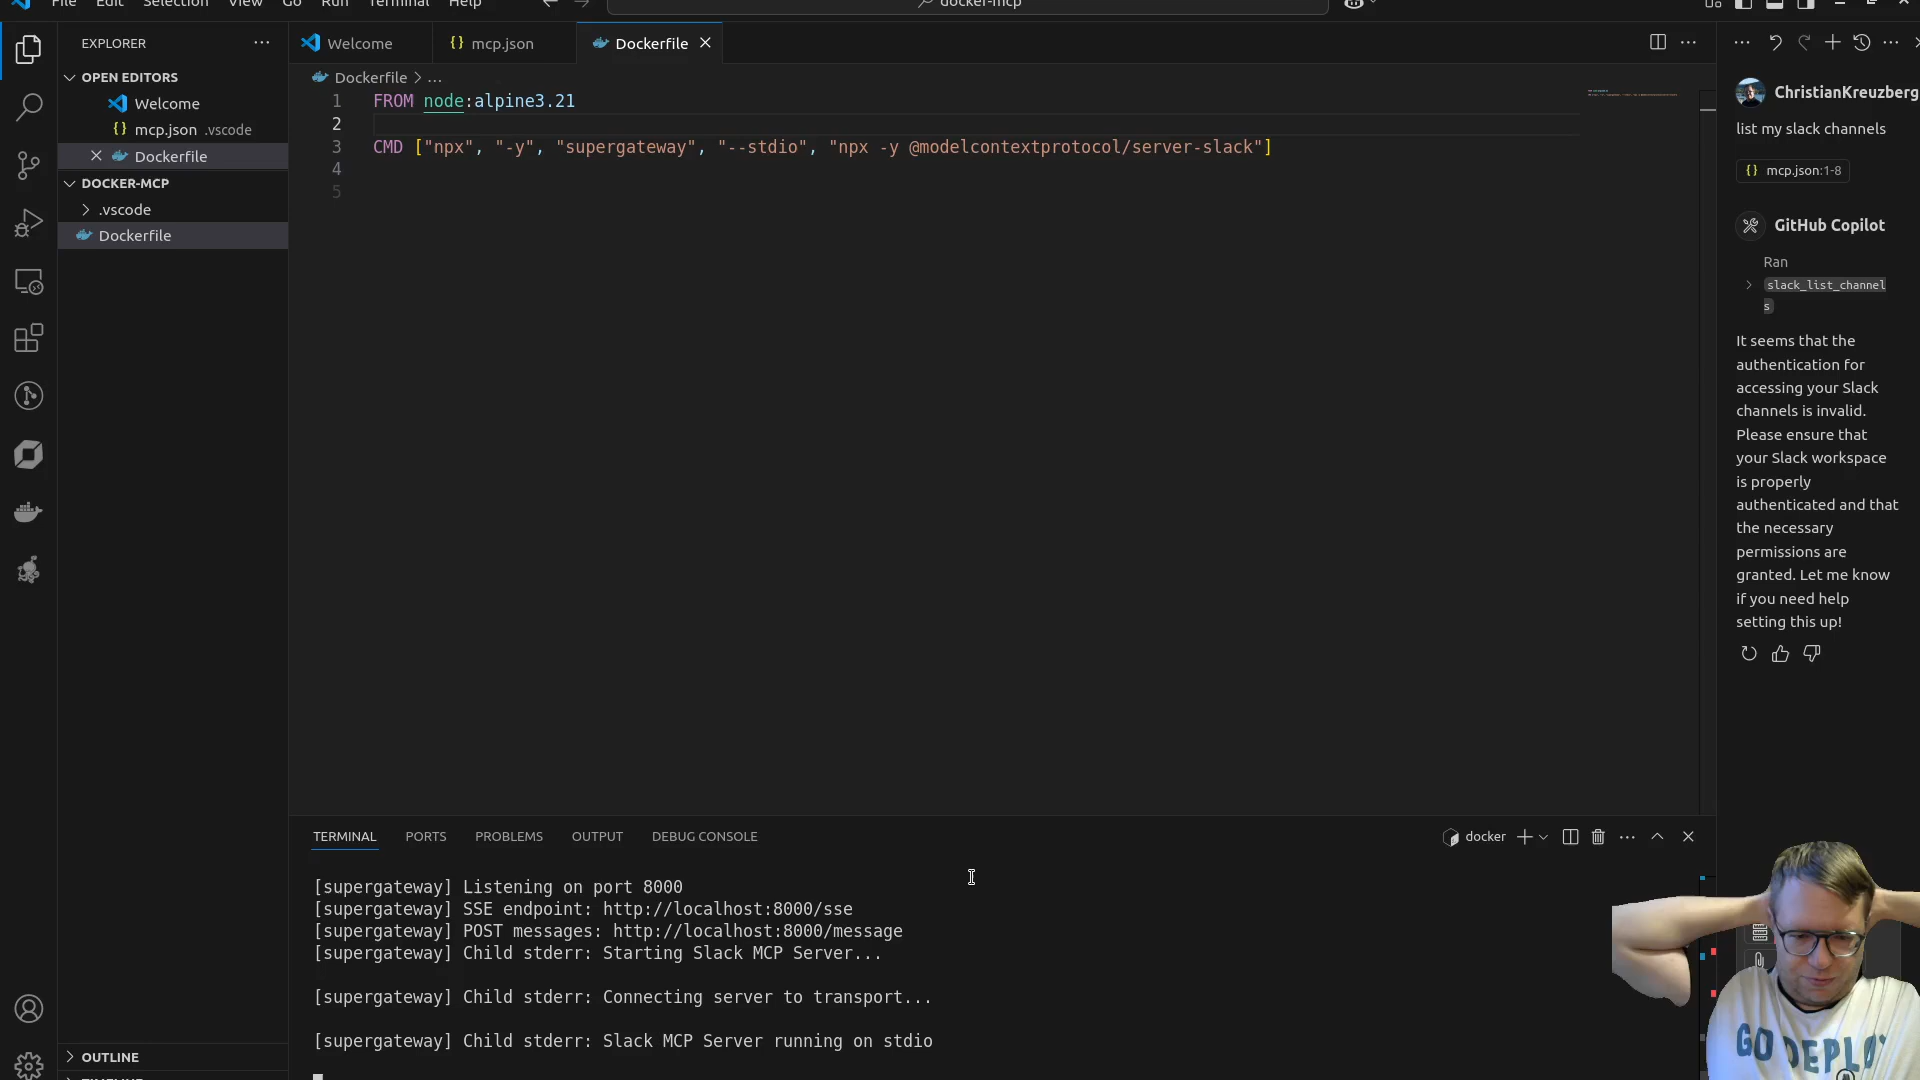 File Edit Selection View Go Run Terminal Help
docker-mcp
EXPLORER
OPEN EDITORS
Welcome
mcp.json .vscode
Dockerfile
DOCKER-MCP
.vscode
Dockerfile
OUTLINE
TIMELINE
Welcome
mcp.json
Dockerfile
Dockerfile > ...
1 FROM node:alpine3.21
2
3 CMD ["npx", "-y", "supergateway", "--stdio", "npx -y @modelcontextprotocol/server-slack"]
4
5
TERMINAL PORTS PROBLEMS OUTPUT DEBUG CONSOLE
docker
[supergateway] Listening on port 8000
[supergateway] SSE endpoint: http://localhost:8000/sse
[supergateway] POST messages: http://localhost:8000/message
[supergateway] Child stderr: Starting Slack MCP Server...
[supergateway] Child stderr: Connecting server to transport...
[supergateway] Child stderr: Slack MCP Server running on stdio
ChristianKreuzberg
list my slack channels
mcp.json:1-8
GitHub Copilot
Ran
slack_list_channel
s
It seems that the
authentication for
accessing your Slack
channels is invalid.
Please ensure that
your Slack workspace
is properly
authenticated and that
the necessary
permissions are
granted. Let me know
if you need help
setting this up!
GO DEPLOY